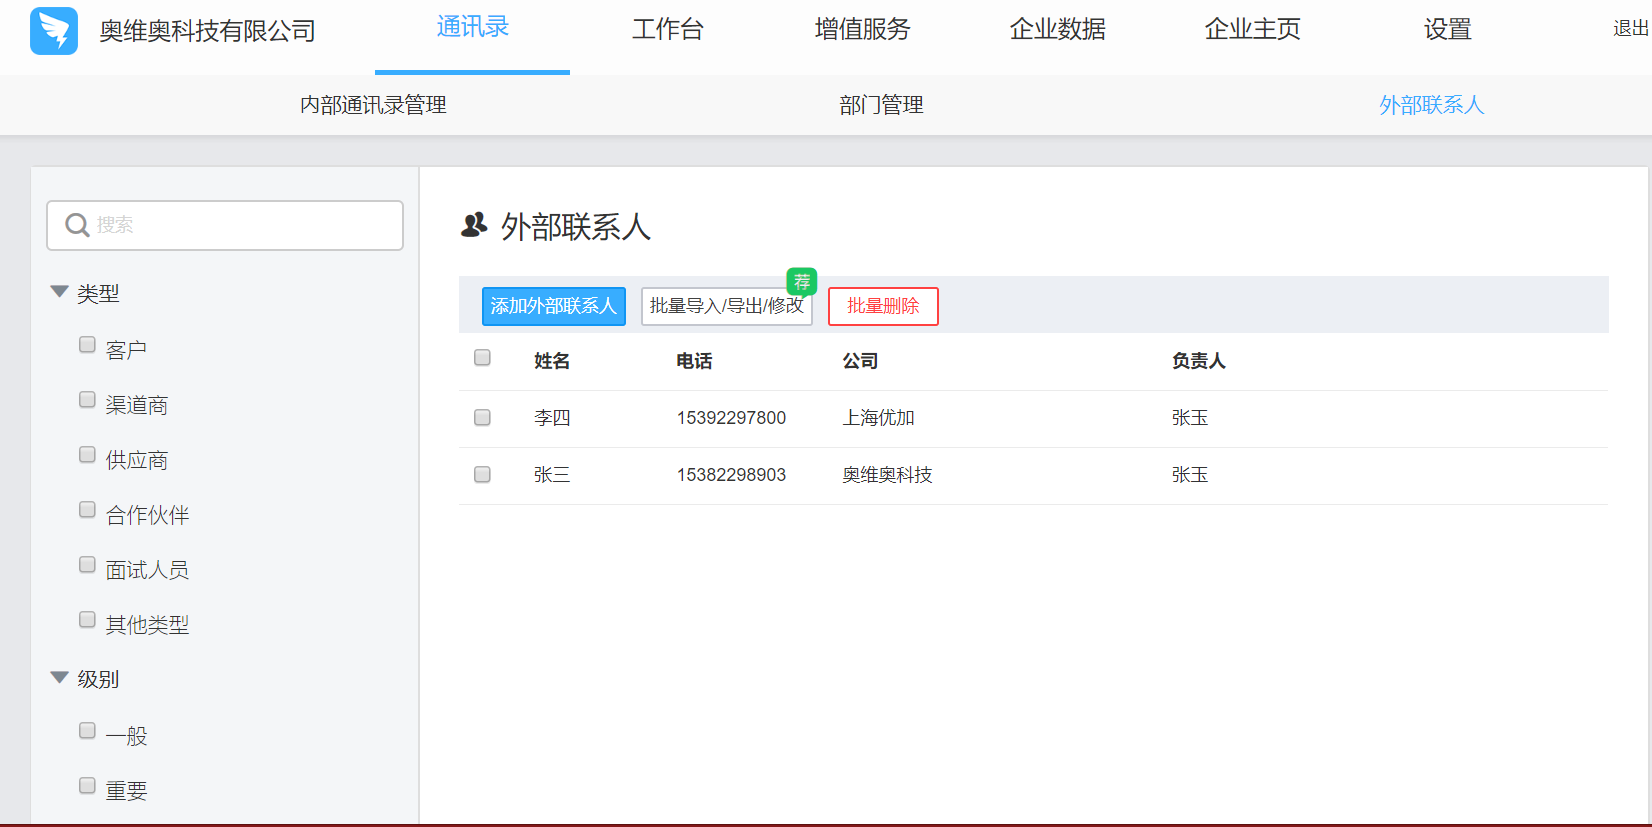 奥维奥科技有限公司 通讯录 工作台 增值服务 企业数据 企业主页 设置 退出
内部通讯录管理 部门管理 外部联系人
搜索
类型
客户
渠道商
供应商
合作伙伴
面试人员
其他类型
级别
一般
重要
外部联系人
荐
添加外部联系人 批量导入/导出/修改 批量删除
姓名 电话 公司 负责人
李四 15392297800 上海优加 张玉
张三 15382298903 奥维奥科技 张玉